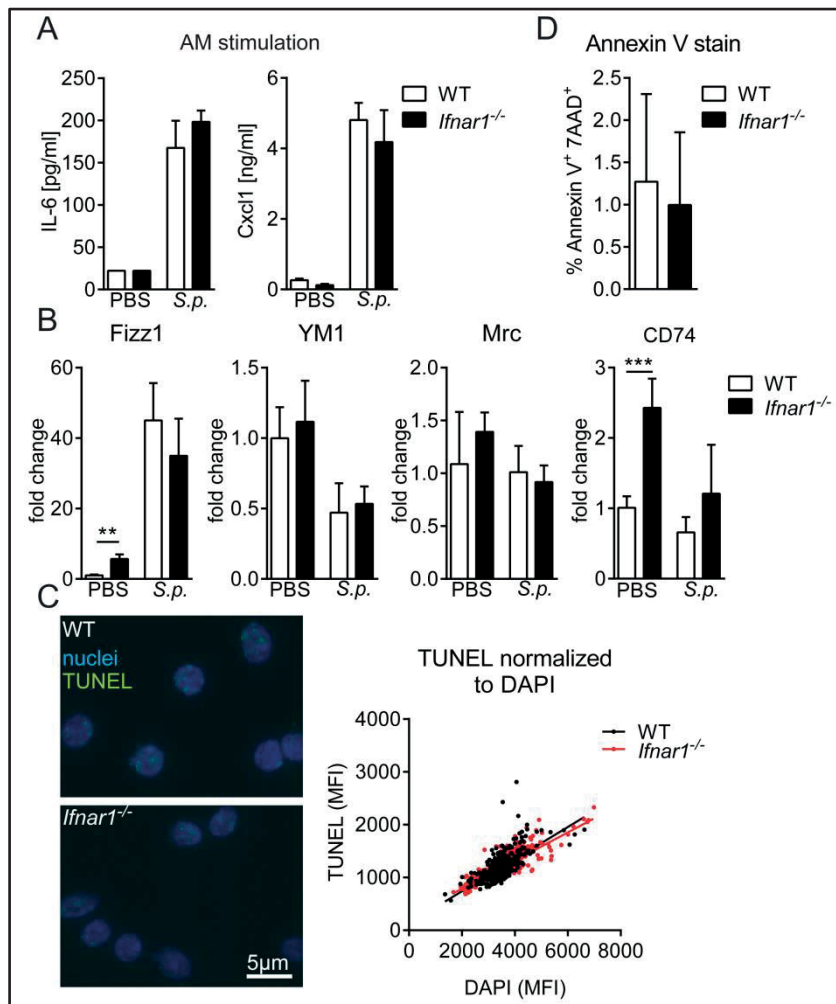 A
AM stimulation
IL-6 [pg/ml]
250
200
150
100
50
0
PBS
S.p.
Cxcl1 [ng/ml]
6
4
2
0
PBS
S.p.
WT
Ifnar1-/-
D
Annexin V stain
% Annexin V+ 7AAD+
2.5
2.0
1.5
1.0
0.5
0.0
B
Fizz1
fold change
60
40
20
0
**
PBS
S.p.
YM1
fold change
1.5
1.0
0.5
0.0
PBS
S.p.
Mrc
fold change
2.0
1.5
1.0
0.5
0.0
PBS
S.p.
CD74
fold change
3
2
1
0
***
PBS
S.p.
WT
Ifnar1-/-
C
WT
nuclei
TUNEL
Ifnar1-/-
5µm
TUNEL normalized
to DAPI
TUNEL (MFI)
4000
3000
2000
1000
0
0
2000
4000
6000
8000
DAPI (MFI)
WT
Ifnar1-/-